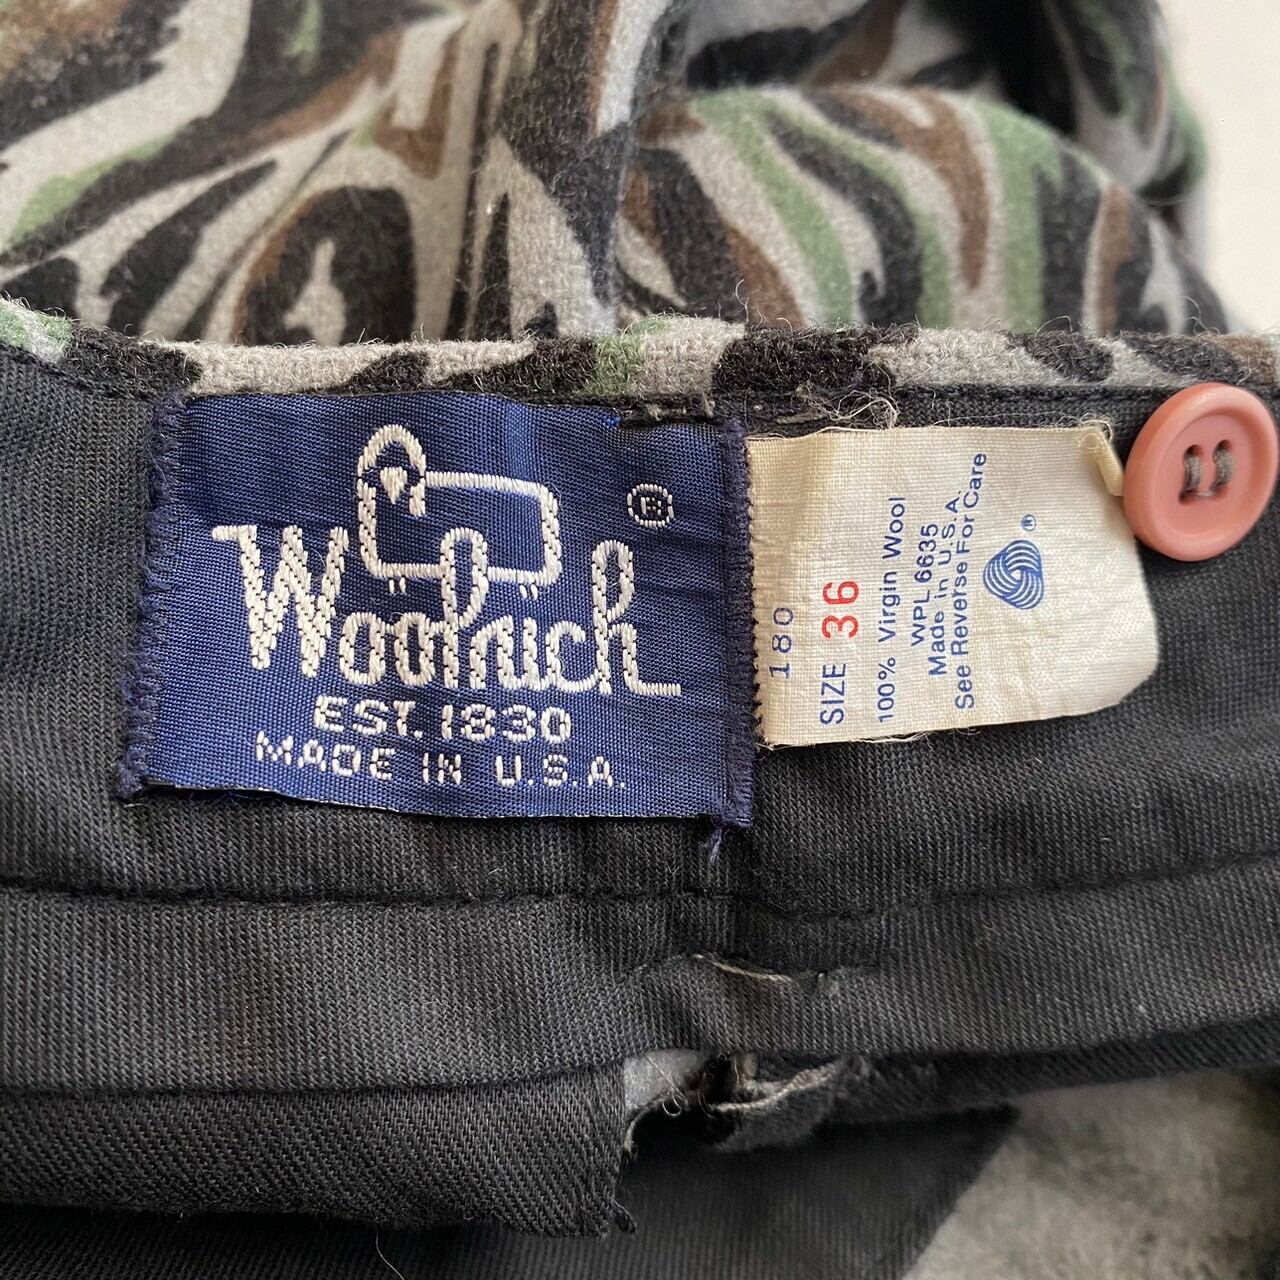 Woolrich ®
EST. 1830
MADE IN U.S.A.
180
SIZE 36
100% Virgin Wool
WPL 6635
Made in U.S.A.
See Reverse For Care
®